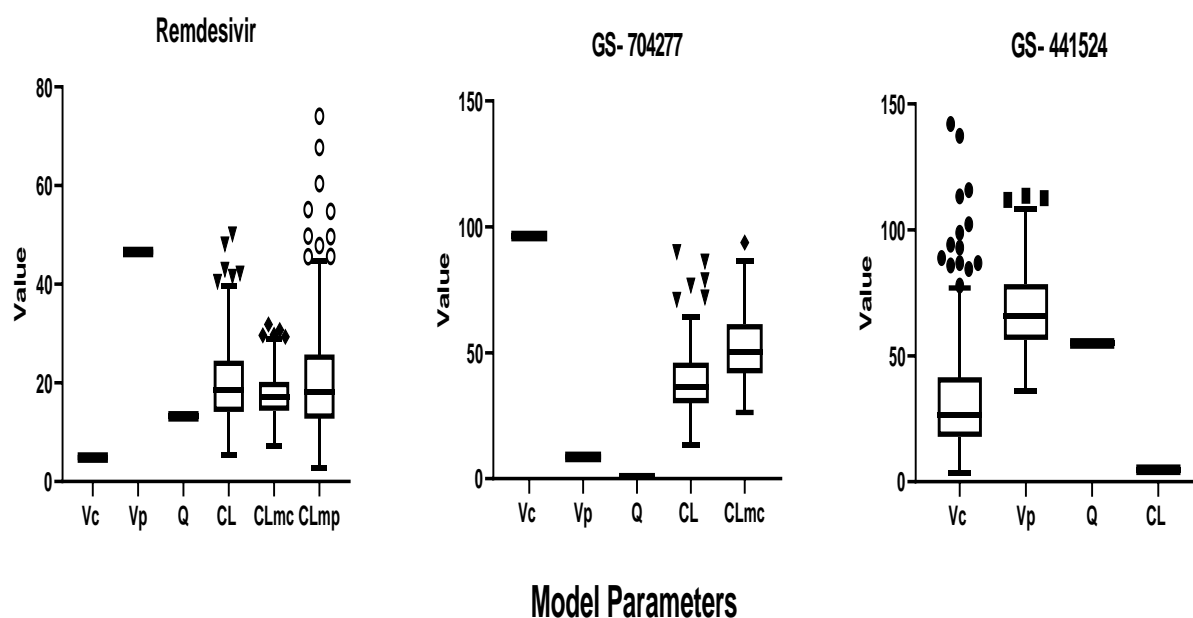 Remdesivir
Value
80
60
40
20
0
Vc Vp Q CL CLmc CLmp
GS- 704277
Value
150
100
50
0
Vc Vp Q CL CLmc
GS- 441524
Value
150
100
50
0
Vc Vp Q CL
Model Parameters